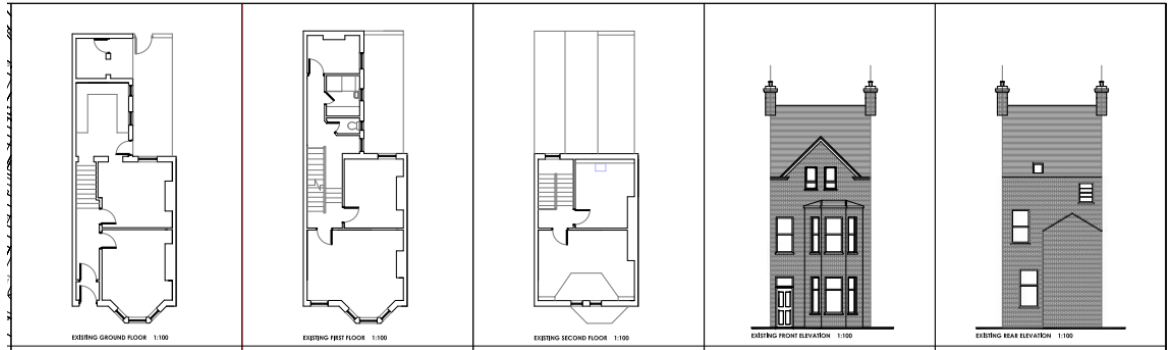 EXISTING GROUND FLOOR 1:100
EXISTING FIRST FLOOR 1:100
EXISTING SECOND FLOOR 1:100
EXISTING FRONT ELEVATION 1:100
EXISTING REAR ELEVATION 1:100